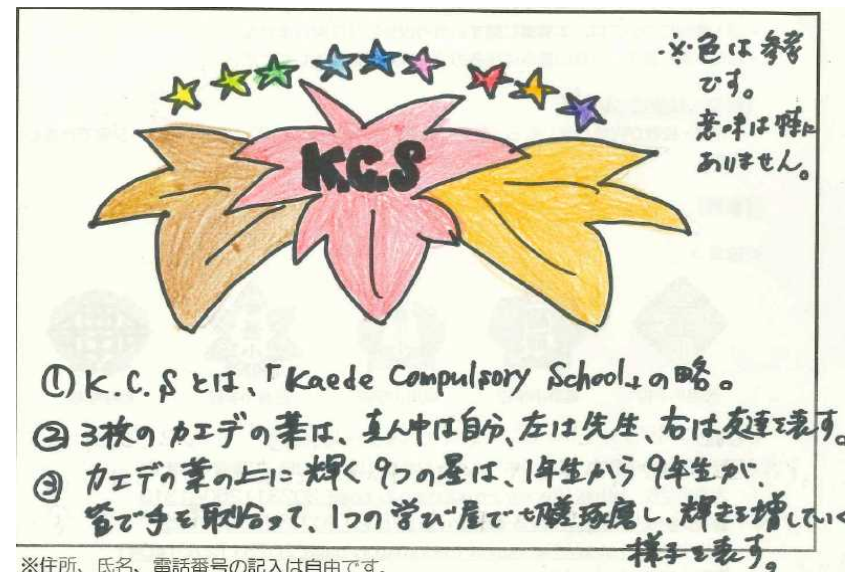 ※色は参考
です。
意味は特に
ありません。
K.C.S
① K.C.Sとは、「Kaede Compulsory School」の略。
② 3枚のカエデの葉は、真ん中は自分、左は先生、右は友達を表す。
③ カエデの葉の上に輝く9つの星は、1年生から9年生が、
皆で手を取合って、1つの学び屋で切磋琢磨し、輝きを増していく
様子を表す。
※住所、氏名、電話番号の記入は自由です。